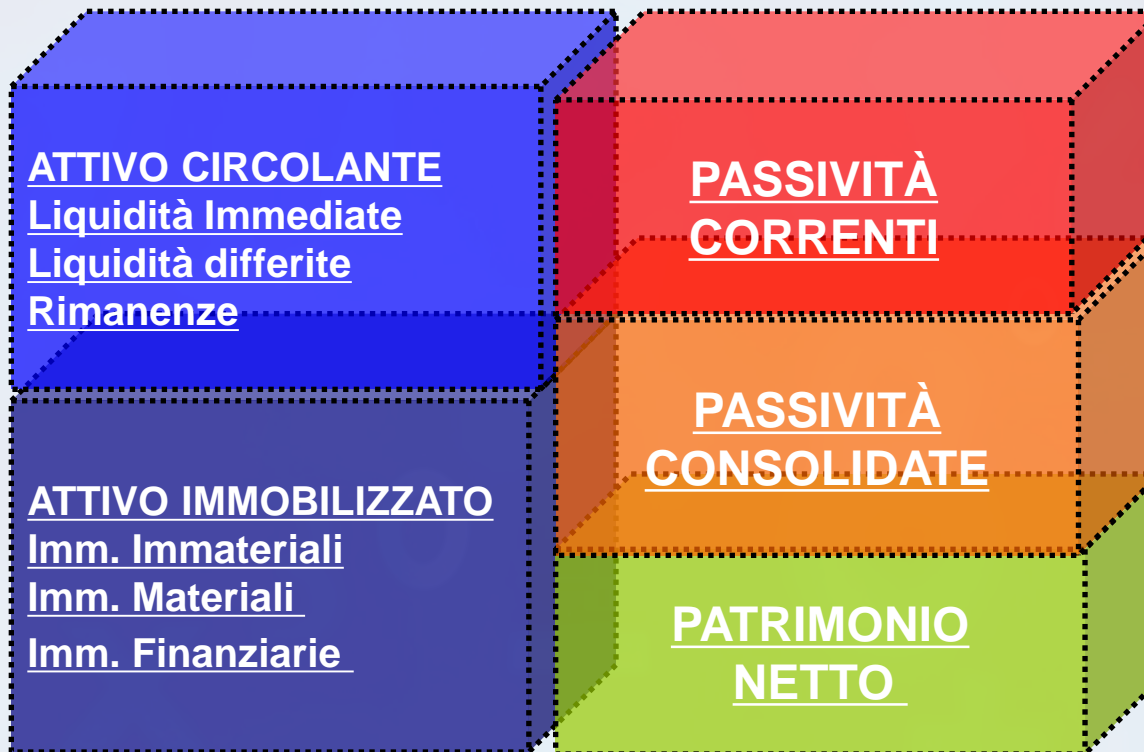 ATTIVO CIRCOLANTE
Liquidità Immediate
Liquidità differite
Rimanenze
ATTIVO IMMOBILIZZATO
Imm. Immateriali
Imm. Materiali
Imm. Finanziarie
PASSIVITÀ
CORRENTI
PASSIVITÀ
CONSOLIDATE
PATRIMONIO
NETTO